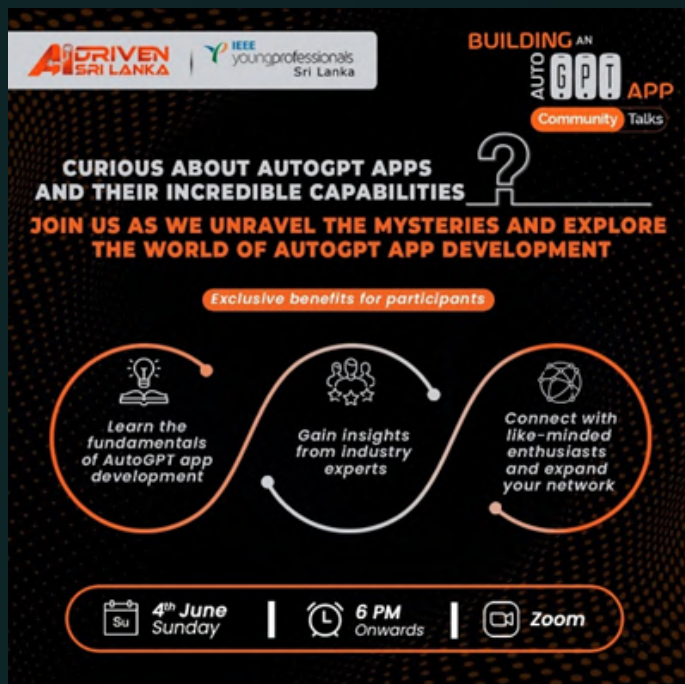 AI DRIVEN
SRI LANKA
IEEE
youngprofessionals
Sri Lanka
BUILDING AN
AUTO GPT APP
Community Talks
CURIOUS ABOUT AUTOGPT APPS
AND THEIR INCREDIBLE CAPABILITIES ?
JOIN US AS WE UNRAVEL THE MYSTERIES AND EXPLORE
THE WORLD OF AUTOGPT APP DEVELOPMENT
Exclusive benefits for participants
Learn the
fundamentals
of AutoGPT app
development
Gain insights
from industry
experts
Connect with
like-minded
enthusiasts
and expand
your network
Su
4th June
Sunday
6 PM
Onwards
Zoom